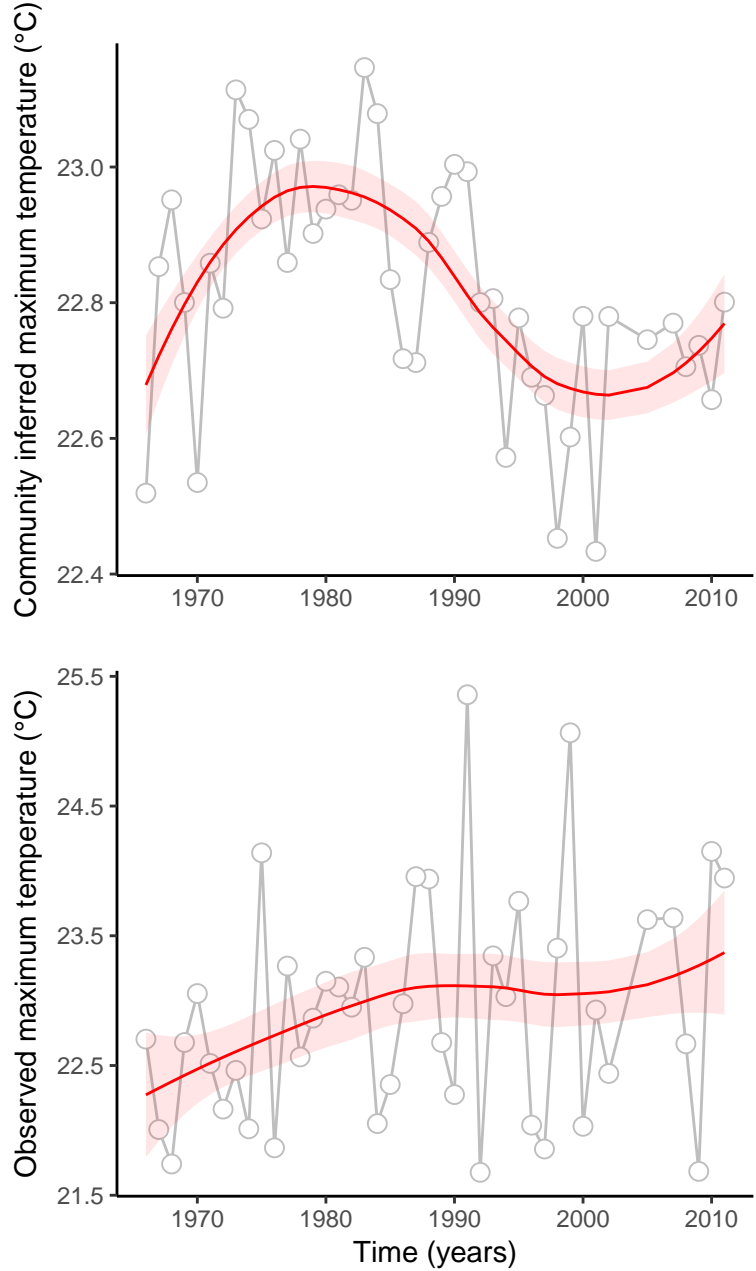 Community inferred maximum temperature (°C)
23.0
22.8
22.6
22.4
1970 1980 1990 2000 2010
Observed maximum temperature (°C)
25.5
24.5
23.5
22.5
21.5
1970 1980 1990 2000 2010
Time (years)